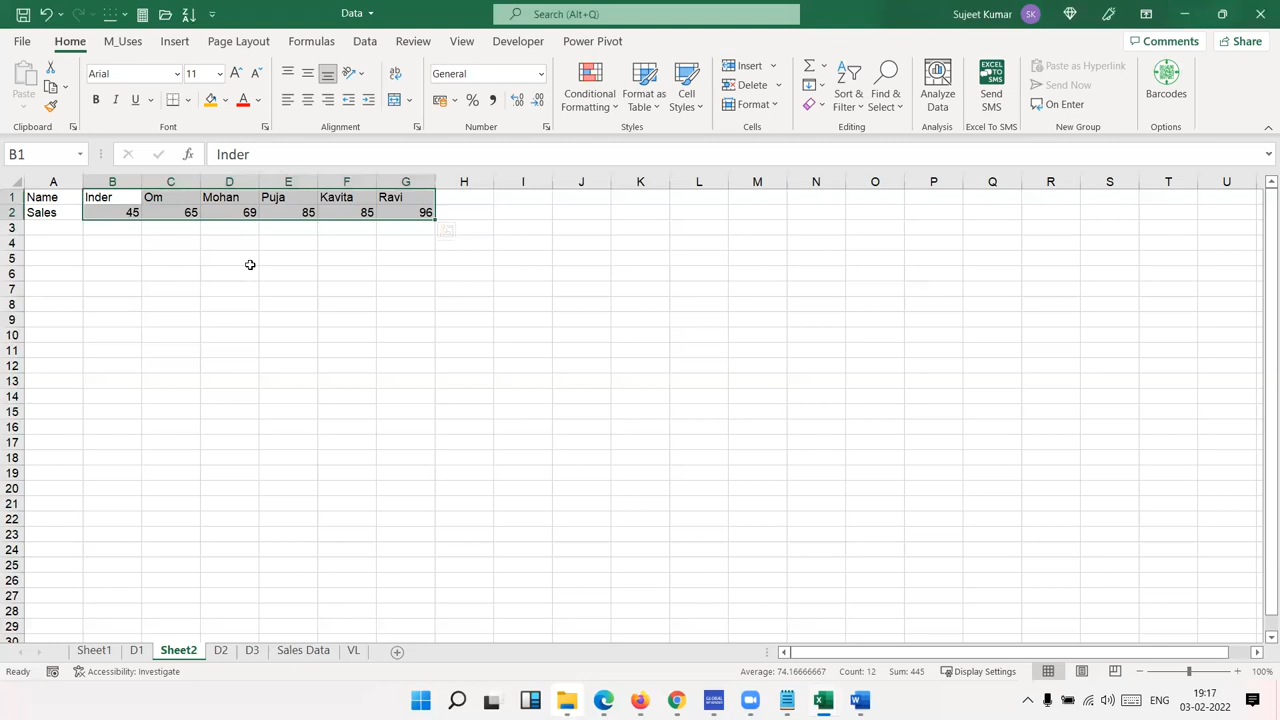 Data
Search (Alt+Q)
Sujeet Kumar
SK
File
Home
M_Uses
Insert
Page Layout
Formulas
Data
Review
View
Developer
Power Pivot
Comments
Share
Paste
Clipboard
Arial
11
B I U
A
Font
Alignment
General
Number
Conditional
Formatting
Format as
Table
Cell
Styles
Styles
Insert
Delete
Format
Cells
Sort &
Filter
Find &
Select
Editing
Analyze
Data
Analysis
Send
SMS
Excel To SMS
Paste as Hyperlink
Send Now
On Enter
New Group
Barcodes
Options
B1
fx
Inder
A B C D E F G H I J K L M N O P Q R S T U
1 Name Inder Om Mohan Puja Kavita Ravi
2 Sales 45 65 69 85 85 96
3
4
5
6
7
8
9
10
11
12
13
14
15
16
17
18
19
20
21
22
23
24
25
26
27
28
29
30
Sheet1 D1 Sheet2 D2 D3 Sales Data VL
Ready
Accessibility: Investigate
Average: 74.16666667 Count: 12 Sum: 445
Display Settings
100%
ENG
19:17
03-02-2022